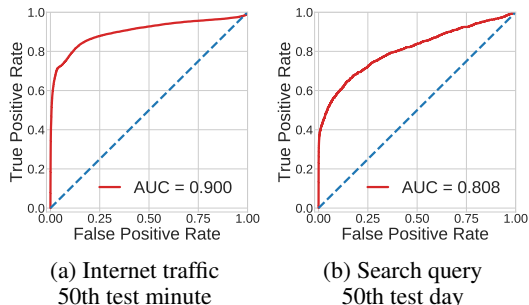 1.0
0.8
0.6
0.4
0.2
0.0
True Positive Rate
AUC = 0.900
0.00 0.25 0.50 0.75 1.00
False Positive Rate
(a) Internet traffic
50th test minute
1.0
0.8
0.6
0.4
0.2
0.0
True Positive Rate
AUC = 0.808
0.00 0.25 0.50 0.75 1.00
False Positive Rate
(b) Search query
50th test day